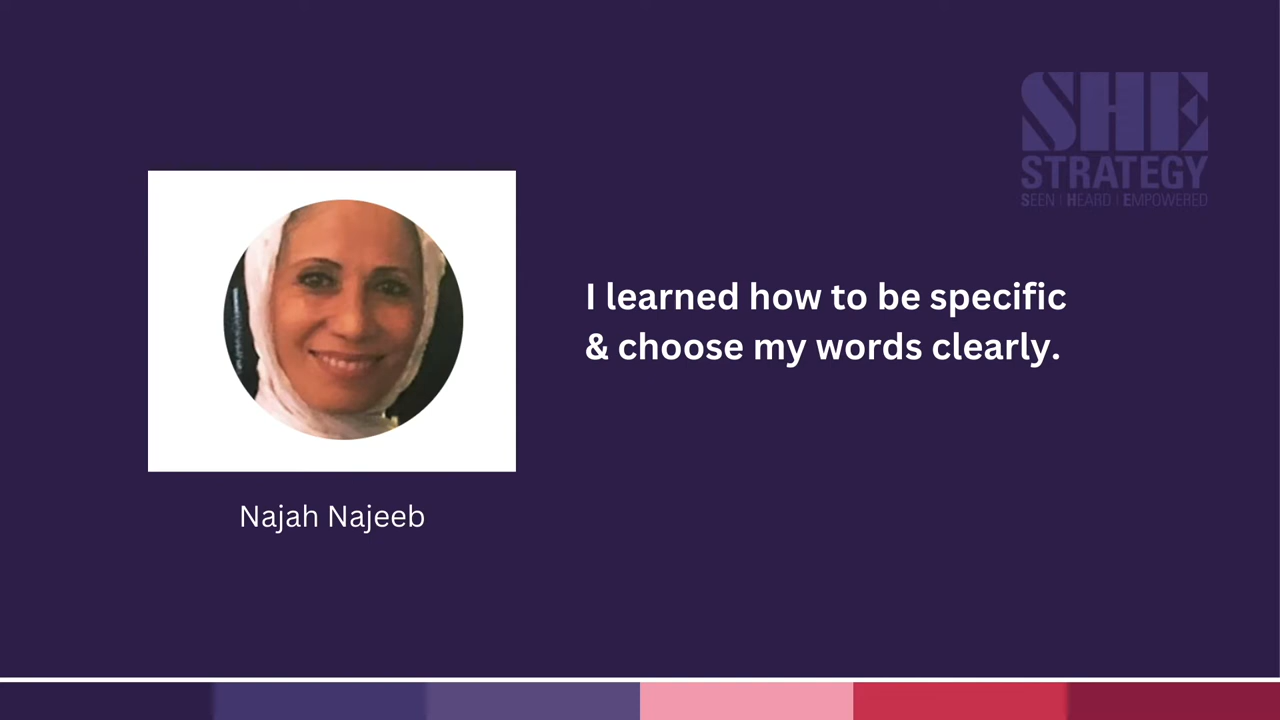 SHE
STRATEGY
SEEN | HEARD | EMPOWERED
I learned how to be specific
& choose my words clearly.
Najah Najeeb